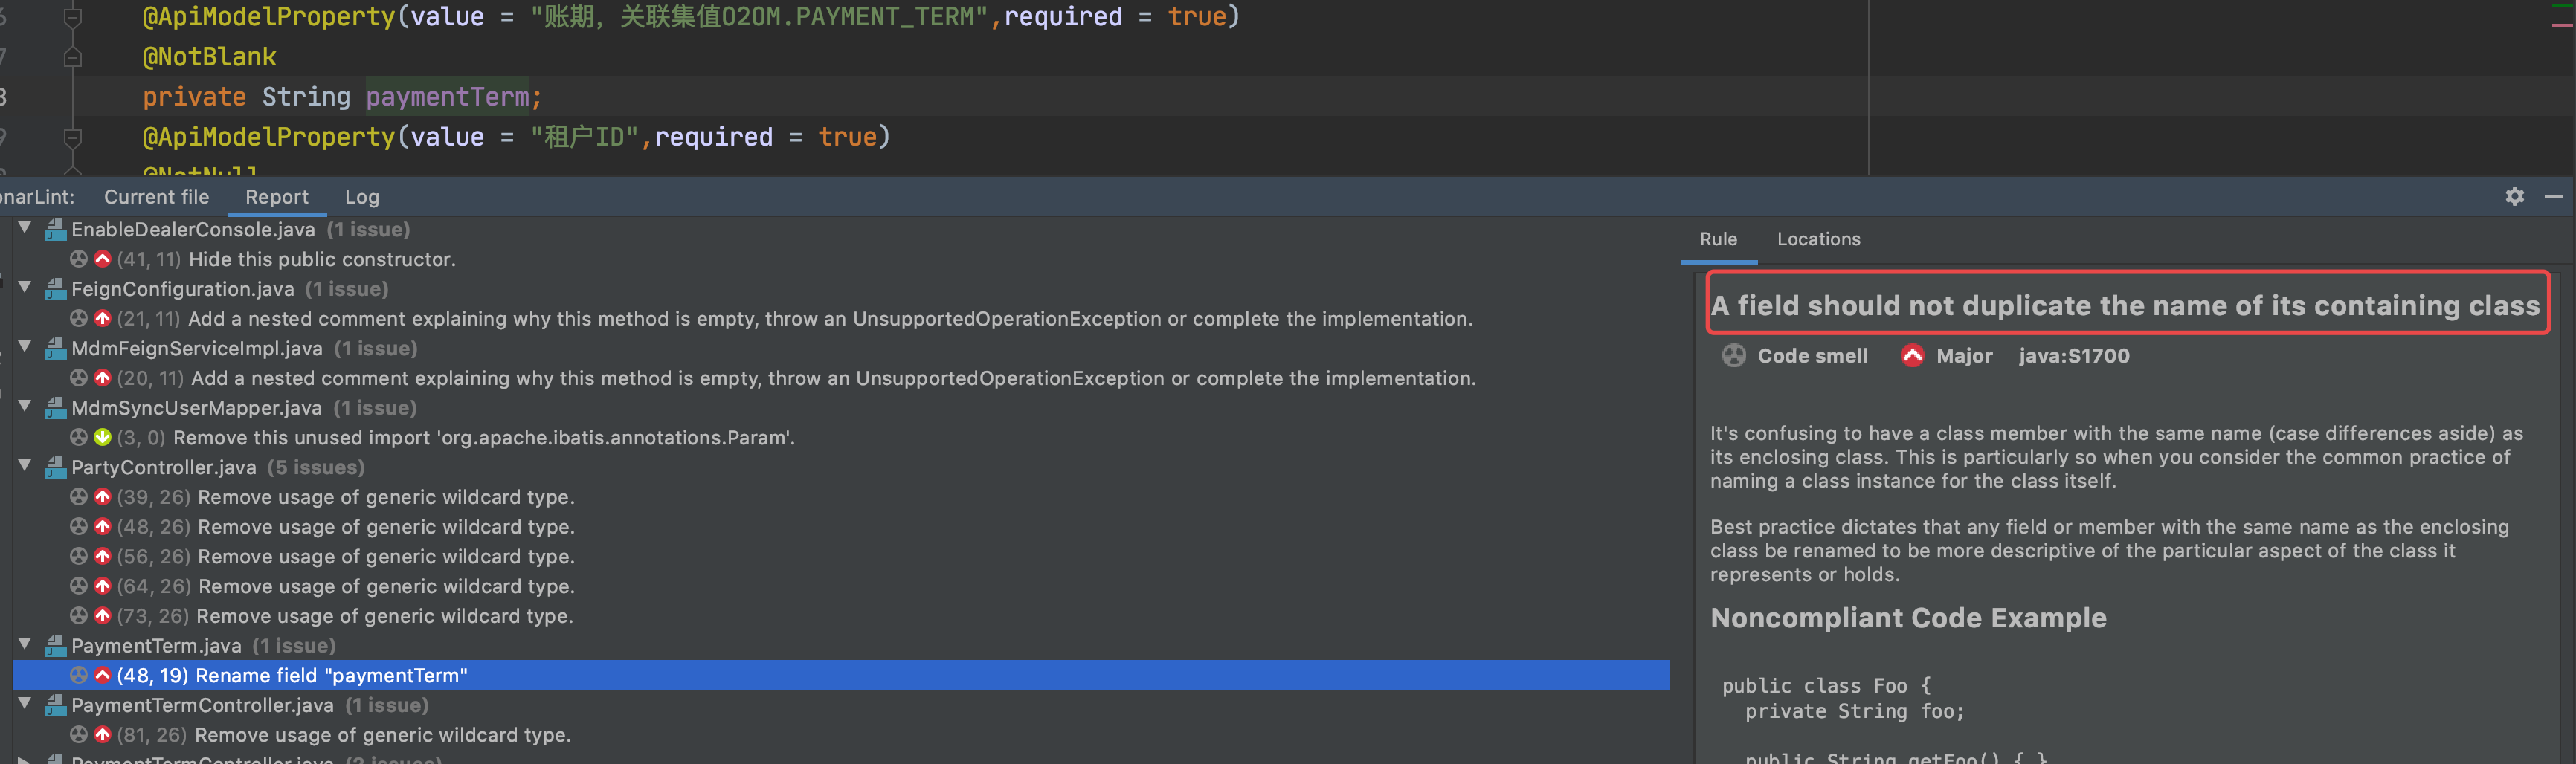 @ApiModelProperty(value = "账期，关联集值O2OM.PAYMENT_TERM",required = true)
@NotBlank
private String paymentTerm;
@ApiModelProperty(value = "租户ID",required = true)
@NotNull
onarLint: Current file Report Log
EnableDealerConsole.java (1 issue)
(41, 11) Hide this public constructor.
FeignConfiguration.java (1 issue)
(21, 11) Add a nested comment explaining why this method is empty, throw an UnsupportedOperationException or complete the implementation.
MdmFeignServiceImpl.java (1 issue)
(20, 11) Add a nested comment explaining why this method is empty, throw an UnsupportedOperationException or complete the implementation.
MdmSyncUserMapper.java (1 issue)
(3, 0) Remove this unused import 'org.apache.ibatis.annotations.Param'.
PartyController.java (5 issues)
(39, 26) Remove usage of generic wildcard type.
(48, 26) Remove usage of generic wildcard type.
(56, 26) Remove usage of generic wildcard type.
(64, 26) Remove usage of generic wildcard type.
(73, 26) Remove usage of generic wildcard type.
PaymentTerm.java (1 issue)
(48, 19) Rename field "paymentTerm"
PaymentTermController.java (1 issue)
(81, 26) Remove usage of generic wildcard type.
PaymentTermController.java (2 issues)
Rule Locations
A field should not duplicate the name of its containing class
Code smell Major java:S1700
It's confusing to have a class member with the same name (case differences aside) as
its enclosing class. This is particularly so when you consider the common practice of
naming a class instance for the class itself.
Best practice dictates that any field or member with the same name as the enclosing
class be renamed to be more descriptive of the particular aspect of the class it
represents or holds.
Noncompliant Code Example
public class Foo {
private String foo;
public String getFoo() { }